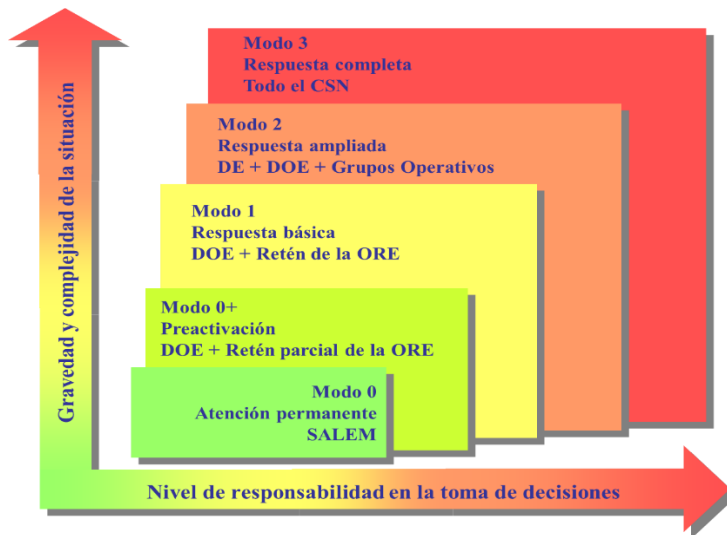 Modo 3
Respuesta completa
Todo el CSN
Modo 2
Respuesta ampliada
DE + DOE + Grupos Operativos
Modo 1
Respuesta básica
DOE + Retén de la ORE
Modo 0+
Preactivación
DOE + Retén parcial de la ORE
Modo 0
Atención permanente
SALEM
Gravedad y complejidad de la situación
Nivel de responsabilidad en la toma de decisiones